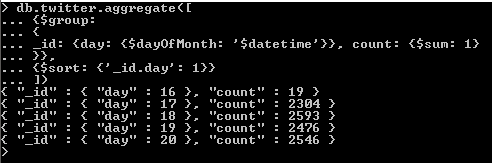 > db.twitter.aggregate([
... {$group:
... {
... _id: {day: {$dayOfMonth: '$datetime'}}, count: {$sum: 1}
... }},
... {$sort: {'_id.day': 1}}
... ])
{ "_id" : { "day" : 16 }, "count" : 19 }
{ "_id" : { "day" : 17 }, "count" : 2304 }
{ "_id" : { "day" : 18 }, "count" : 2593 }
{ "_id" : { "day" : 19 }, "count" : 2476 }
{ "_id" : { "day" : 20 }, "count" : 2546 }
>